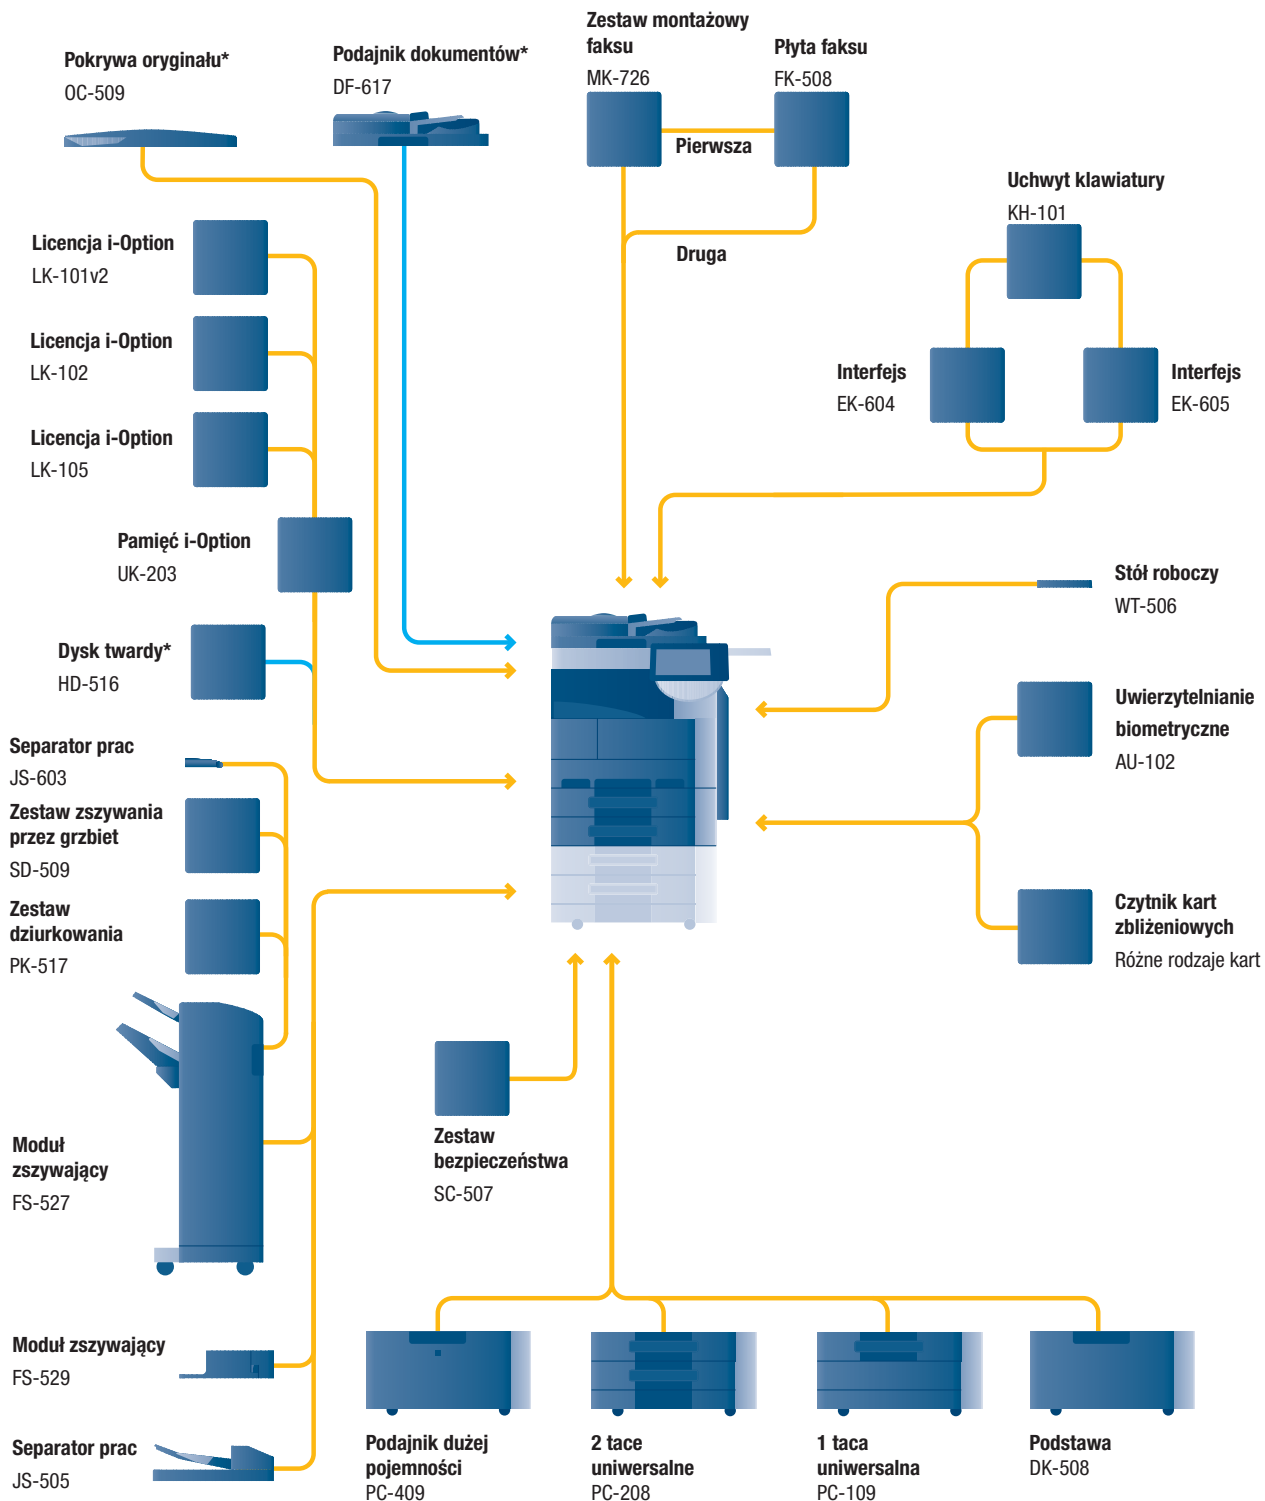 Pokrywa oryginału*
OC-509
Podajnik dokumentów*
DF-617
Zestaw montażowy
faksu
MK-726
Płyta faksu
FK-508
Pierwsza
Druga
Uchwyt klawiatury
KH-101
Interfejs
EK-604
Interfejs
EK-605
Licencja i-Option
LK-101v2
Licencja i-Option
LK-102
Licencja i-Option
LK-105
Pamięć i-Option
UK-203
Dysk twardy*
HD-516
Stół roboczy
WT-506
Uwierzytelnianie
biometryczne
AU-102
Czytnik kart
zbliżeniowych
Różne rodzaje kart
Separator prac
JS-603
Zestaw zszywania
przez grzbiet
SD-509
Zestaw
dziurkowania
PK-517
Moduł
zszywający
FS-527
Moduł zszywający
FS-529
Separator prac
JS-505
Zestaw
bezpieczeństwa
SC-507
Podajnik dużej
pojemności
PC-409
2 tace
uniwersalne
PC-208
1 taca
uniwersalna
PC-109
Podstawa
DK-508